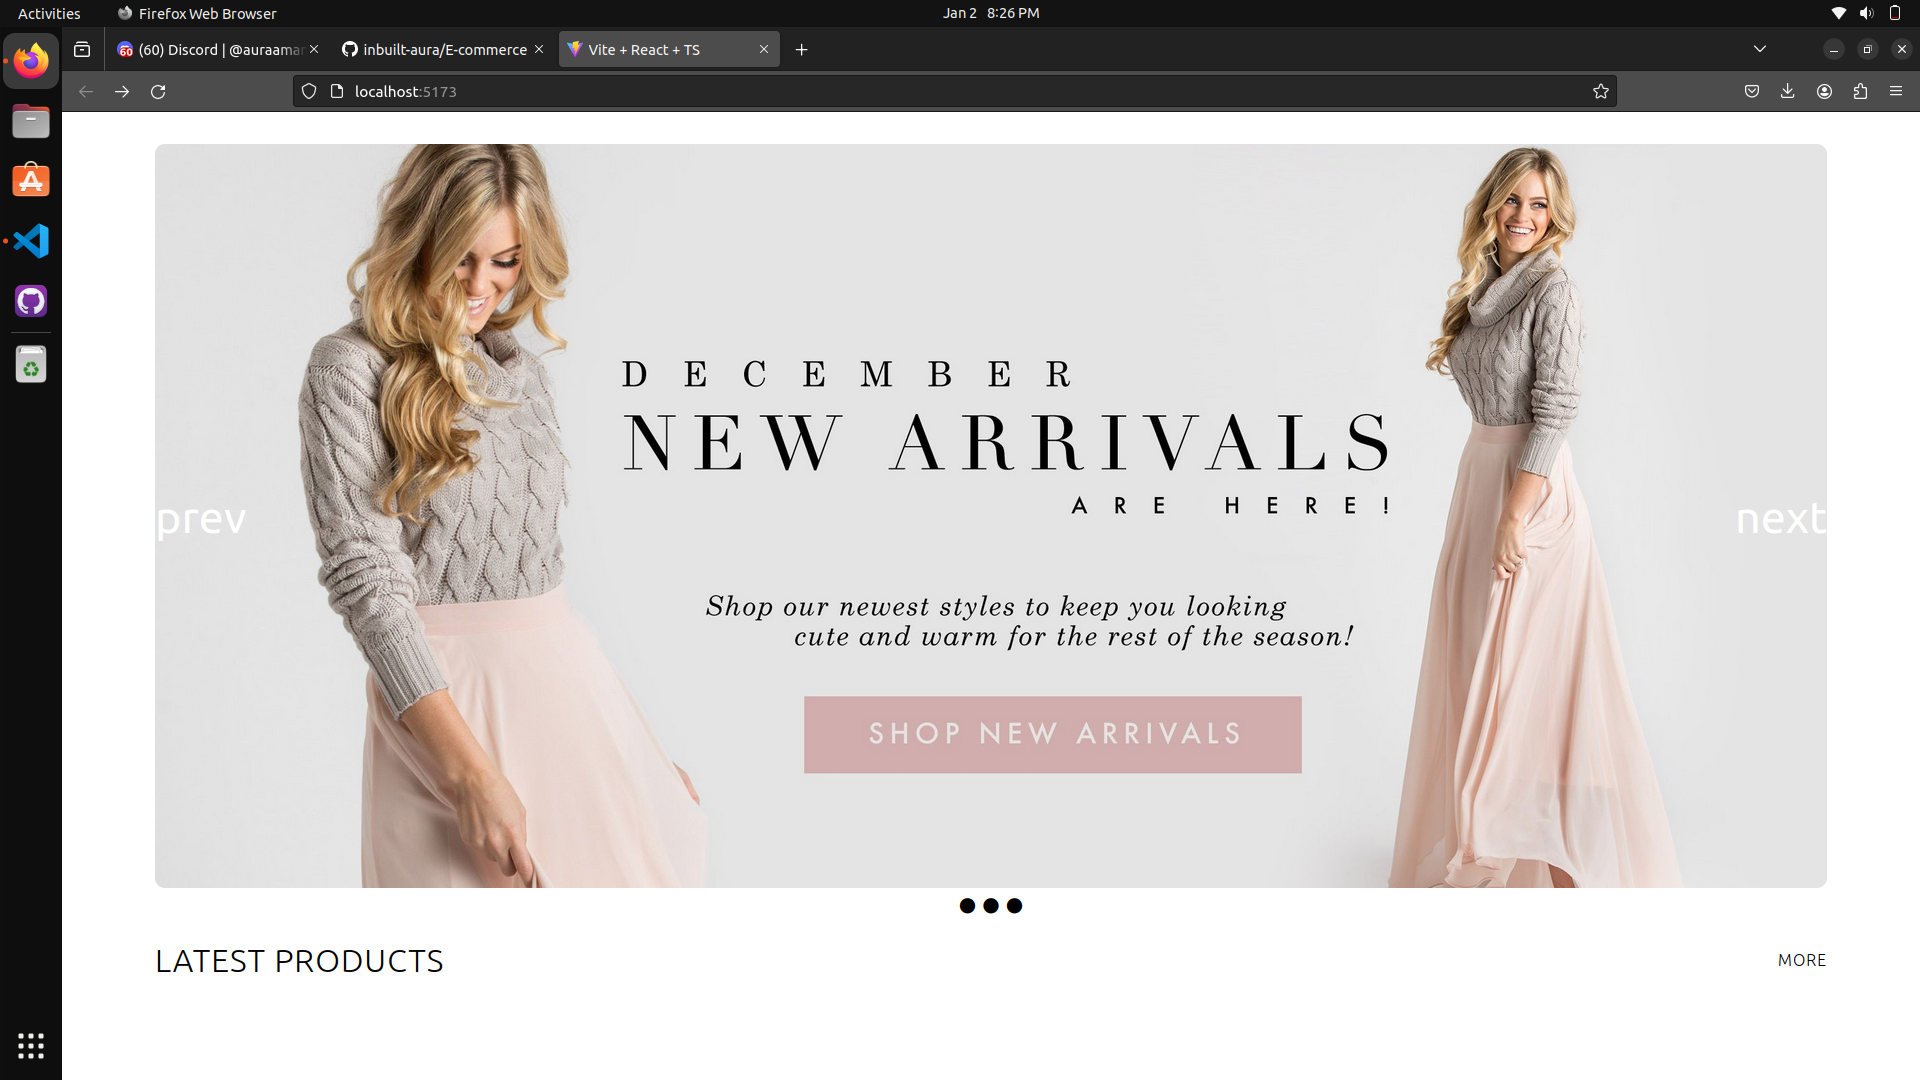 Activities
Firefox Web Browser
Jan 2 8:26 PM
60
(60) Discord | @auraamar
inbuilt-aura/E-commerce
Vite + React + TS
localhost:5173
DECEMBER
NEW ARRIVALS
ARE HERE!
prev
next
Shop our newest styles to keep you looking
cute and warm for the rest of the season!
SHOP NEW ARRIVALS
LATEST PRODUCTS
MORE